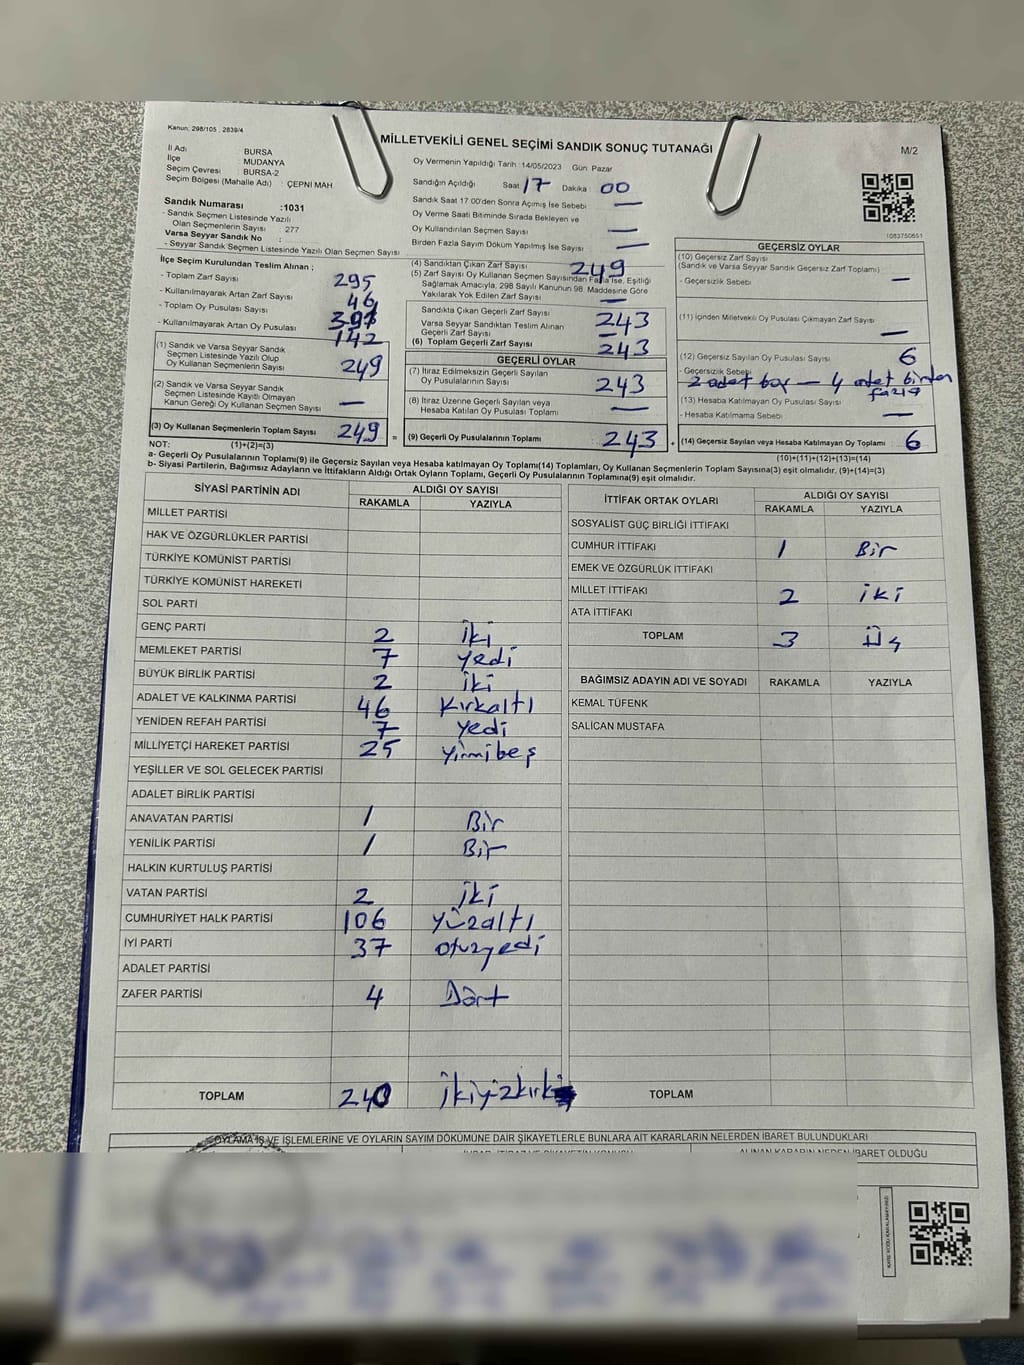 Kanun, 298/105 , 2839/4
MİLLETVEKİLİ GENEL SEÇİMİ SANDIK SONUÇ TUTANAĞI
M/2
İl Adı BURSA
İlçe MUDANYA
Seçim Çevresi BURSA-2
Seçim Bölgesi (Mahalle Adı) : ÇEPNİ MAH
Sandık Numarası :1031
- Sandık Seçmen Listesinde Yazılı
Olan Seçmenlerin Sayısı : 277
Varsa Seyyar Sandık No :
- Seyyar Sandık Seçmen Listesinde Yazılı Olan Seçmen Sayısı
Oy Vermenin Yapıldığı Tarih :14/05/2023 Gün Pazar
Sandığın Açıldığı Saat 17 Dakika 00
Sandık Saat 17.00'den Sonra Açımış İse Sebebi —
Oy Verme Saati Bitiminde Sırada Bekleyen ve
Oy Kullandırılan Seçmen Sayısı —
Birden Fazla Sayım Döküm Yapılmış İse Sayısı —
1083750651
İlçe Seçim Kurulundan Teslim Alınan ;
- Toplam Zarf Sayısı 295
- Kullanılmayarak Artan Zarf Sayısı 46
- Toplam Oy Pusulası Sayısı
- Kullanılmayarak Artan Oy Pusulası 142
(1) Sandık ve Varsa Seyyar Sandık
Seçmen Listesinde Yazılı Olup
Oy Kullanan Seçmenlerin Sayısı 249
(2) Sandık ve Varsa Seyyar Sandık
Seçmen Listesinde Kayıtlı Olmayan
Kanun Gereği Oy Kullanan Seçmen Sayısı —
(3) Oy Kullanan Seçmenlerin Toplam Sayısı 249
(4) Sandıktan Çıkan Zarf Sayısı 249
(5) Zarf Sayısı Oy Kullanan Seçmen Sayısından Fazla İse, Eşitliği
Sağlamak Amacıyla, 298 Sayılı Kanunun 98. Maddesine Göre
Yakılarak Yok Edilen Zarf Sayısı —
Sandıkta Çıkan Geçerli Zarf Sayısı 243
Varsa Seyyar Sandıktan Teslim Alınan
Geçerli Zarf Sayısı —
(6) Toplam Geçerli Zarf Sayısı 243
GEÇERLİ OYLAR
(7) İtiraz Edilmeksizin Geçerli Sayılan
Oy Pusulalarının Sayısı 243
(8) İtiraz Üzerine Geçerli Sayılan veya
Hesaba Katılan Oy Pusulası Toplamı —
= (9) Geçerli Oy Pusulalarının Toplamı : 243
GEÇERSİZ OYLAR
(10) Geçersiz Zarf Sayısı
(Sandık ve Varsa Seyyar Sandık Geçersiz Zarf Toplamı)
- Geçersizlik Sebebi —
(11) İçinden Milletvekili Oy Pusulası Çıkmayan Zarf Sayısı —
(12) Geçersiz Sayılan Oy Pusulası Sayısı 6
- Geçersizlik Sebebi
2 adet boş — 4 adet birden
fazla
(13) Hesaba Katılmayan Oy Pusulası Sayısı
- Hesaba Katılmama Sebebi —
+ (14) Geçersiz Sayılan veya Hesaba Katılmayan Oy Toplamı : 6
NOT: (1)+(2)=(3)
(10)+(11)+(12)+(13)=(14)
a- Geçerli Oy Pusulalarının Toplamı(9) ile Geçersiz Sayılan veya Hesaba katılmayan Oy Toplamı(14) Toplamları, Oy Kullanan Seçmenlerin Toplam Sayısına(3) eşit olmalıdır. (9)+(14)=(3)
b- Siyasi Partilerin, Bağımsız Adayların ve İttifakların Aldığı Ortak Oyların Toplamı, Geçerli Oy Pusulalarının Toplamına(9) eşit olmalıdır.
SİYASİ PARTİNİN ADI ALDIĞI OY SAYISI
RAKAMLA YAZIYLA
MİLLET PARTİSİ
HAK VE ÖZGÜRLÜKLER PARTİSİ
TÜRKİYE KOMÜNİST PARTİSİ
TÜRKİYE KOMÜNİST HAREKETİ
SOL PARTİ
GENÇ PARTİ 2 iki
MEMLEKET PARTİSİ 7 yedi
BÜYÜK BİRLİK PARTİSİ 2 iki
ADALET VE KALKINMA PARTİSİ 46 Kırkaltı
YENİDEN REFAH PARTİSİ 7 yedi
MİLLİYETÇİ HAREKET PARTİSİ 25 yirmibeş
YEŞİLLER VE SOL GELECEK PARTİSİ
ADALET BİRLİK PARTİSİ
ANAVATAN PARTİSİ 1 Bir
YENİLİK PARTİSİ 1 Bir
HALKIN KURTULUŞ PARTİSİ
VATAN PARTİSİ 2 iki
CUMHURİYET HALK PARTİSİ 106 yüzaltı
İYİ PARTİ 37 otuzyedi
ADALET PARTİSİ
ZAFER PARTİSİ 4 Dört
TOPLAM 240 ikiyüzkırk
İTTİFAK ORTAK OYLARI ALDIĞI OY SAYISI
RAKAMLA YAZIYLA
SOSYALİST GÜÇ BİRLİĞİ İTTİFAKI
CUMHUR İTTİFAKI 1 Bir
EMEK VE ÖZGÜRLÜK İTTİFAKI
MİLLET İTTİFAKI 2 iki
ATA İTTİFAKI
TOPLAM 3 Üç
BAĞIMSIZ ADAYIN ADI VE SOYADI RAKAMLA YAZIYLA
KEMAL TÜFENK
SALİCAN MUSTAFA
TOPLAM
OYLAMA İŞ VE İŞLEMLERİNE VE OYLARIN SAYIM DÖKÜMÜNE DAİR ŞİKAYETLERLE BUNLARA AİT KARARLARIN NELERDEN İBARET BULUNDUKLARI
ALINAN KARARIN NEDEN İBARET OLDUĞU